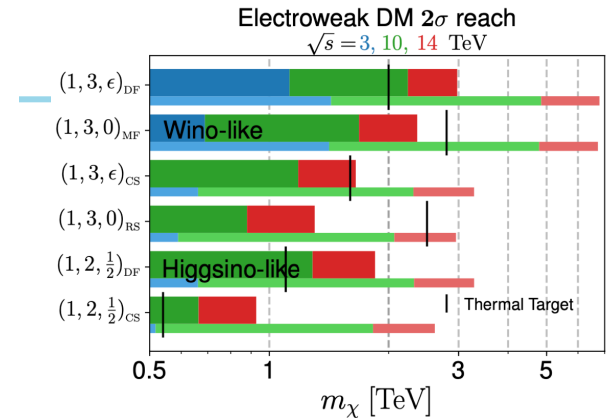 Electroweak DM 2σ reach
√s = 3, 10, 14 TeV
(1, 3, ϵ)DF
(1, 3, 0)MF
Wino-like
(1, 3, ϵ)CS
(1, 3, 0)RS
(1, 2, 1/2)DF
Higgsino-like
(1, 2, 1/2)CS
Thermal Target
0.5 1 3 5
mχ [TeV]